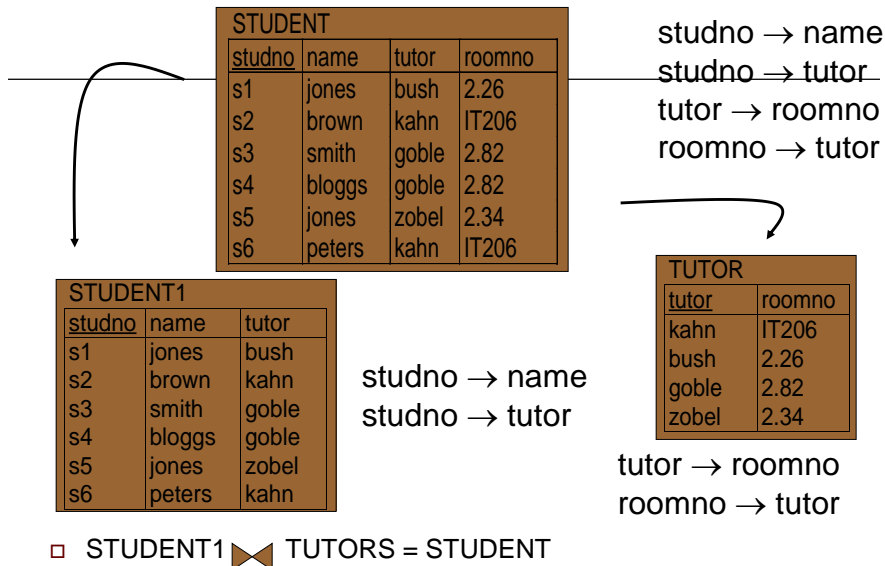 STUDENT
studno name tutor roomno
s1 jones bush 2.26
s2 brown kahn IT206
s3 smith goble 2.82
s4 bloggs goble 2.82
s5 jones zobel 2.34
s6 peters kahn IT206
studno → name
studno → tutor
tutor → roomno
roomno → tutor
STUDENT1
studno name tutor
s1 jones bush
s2 brown kahn
s3 smith goble
s4 bloggs goble
s5 jones zobel
s6 peters kahn
studno → name
studno → tutor
TUTOR
tutor roomno
kahn IT206
bush 2.26
goble 2.82
zobel 2.34
tutor → roomno
roomno → tutor
STUDENT1 ⋈ TUTORS = STUDENT